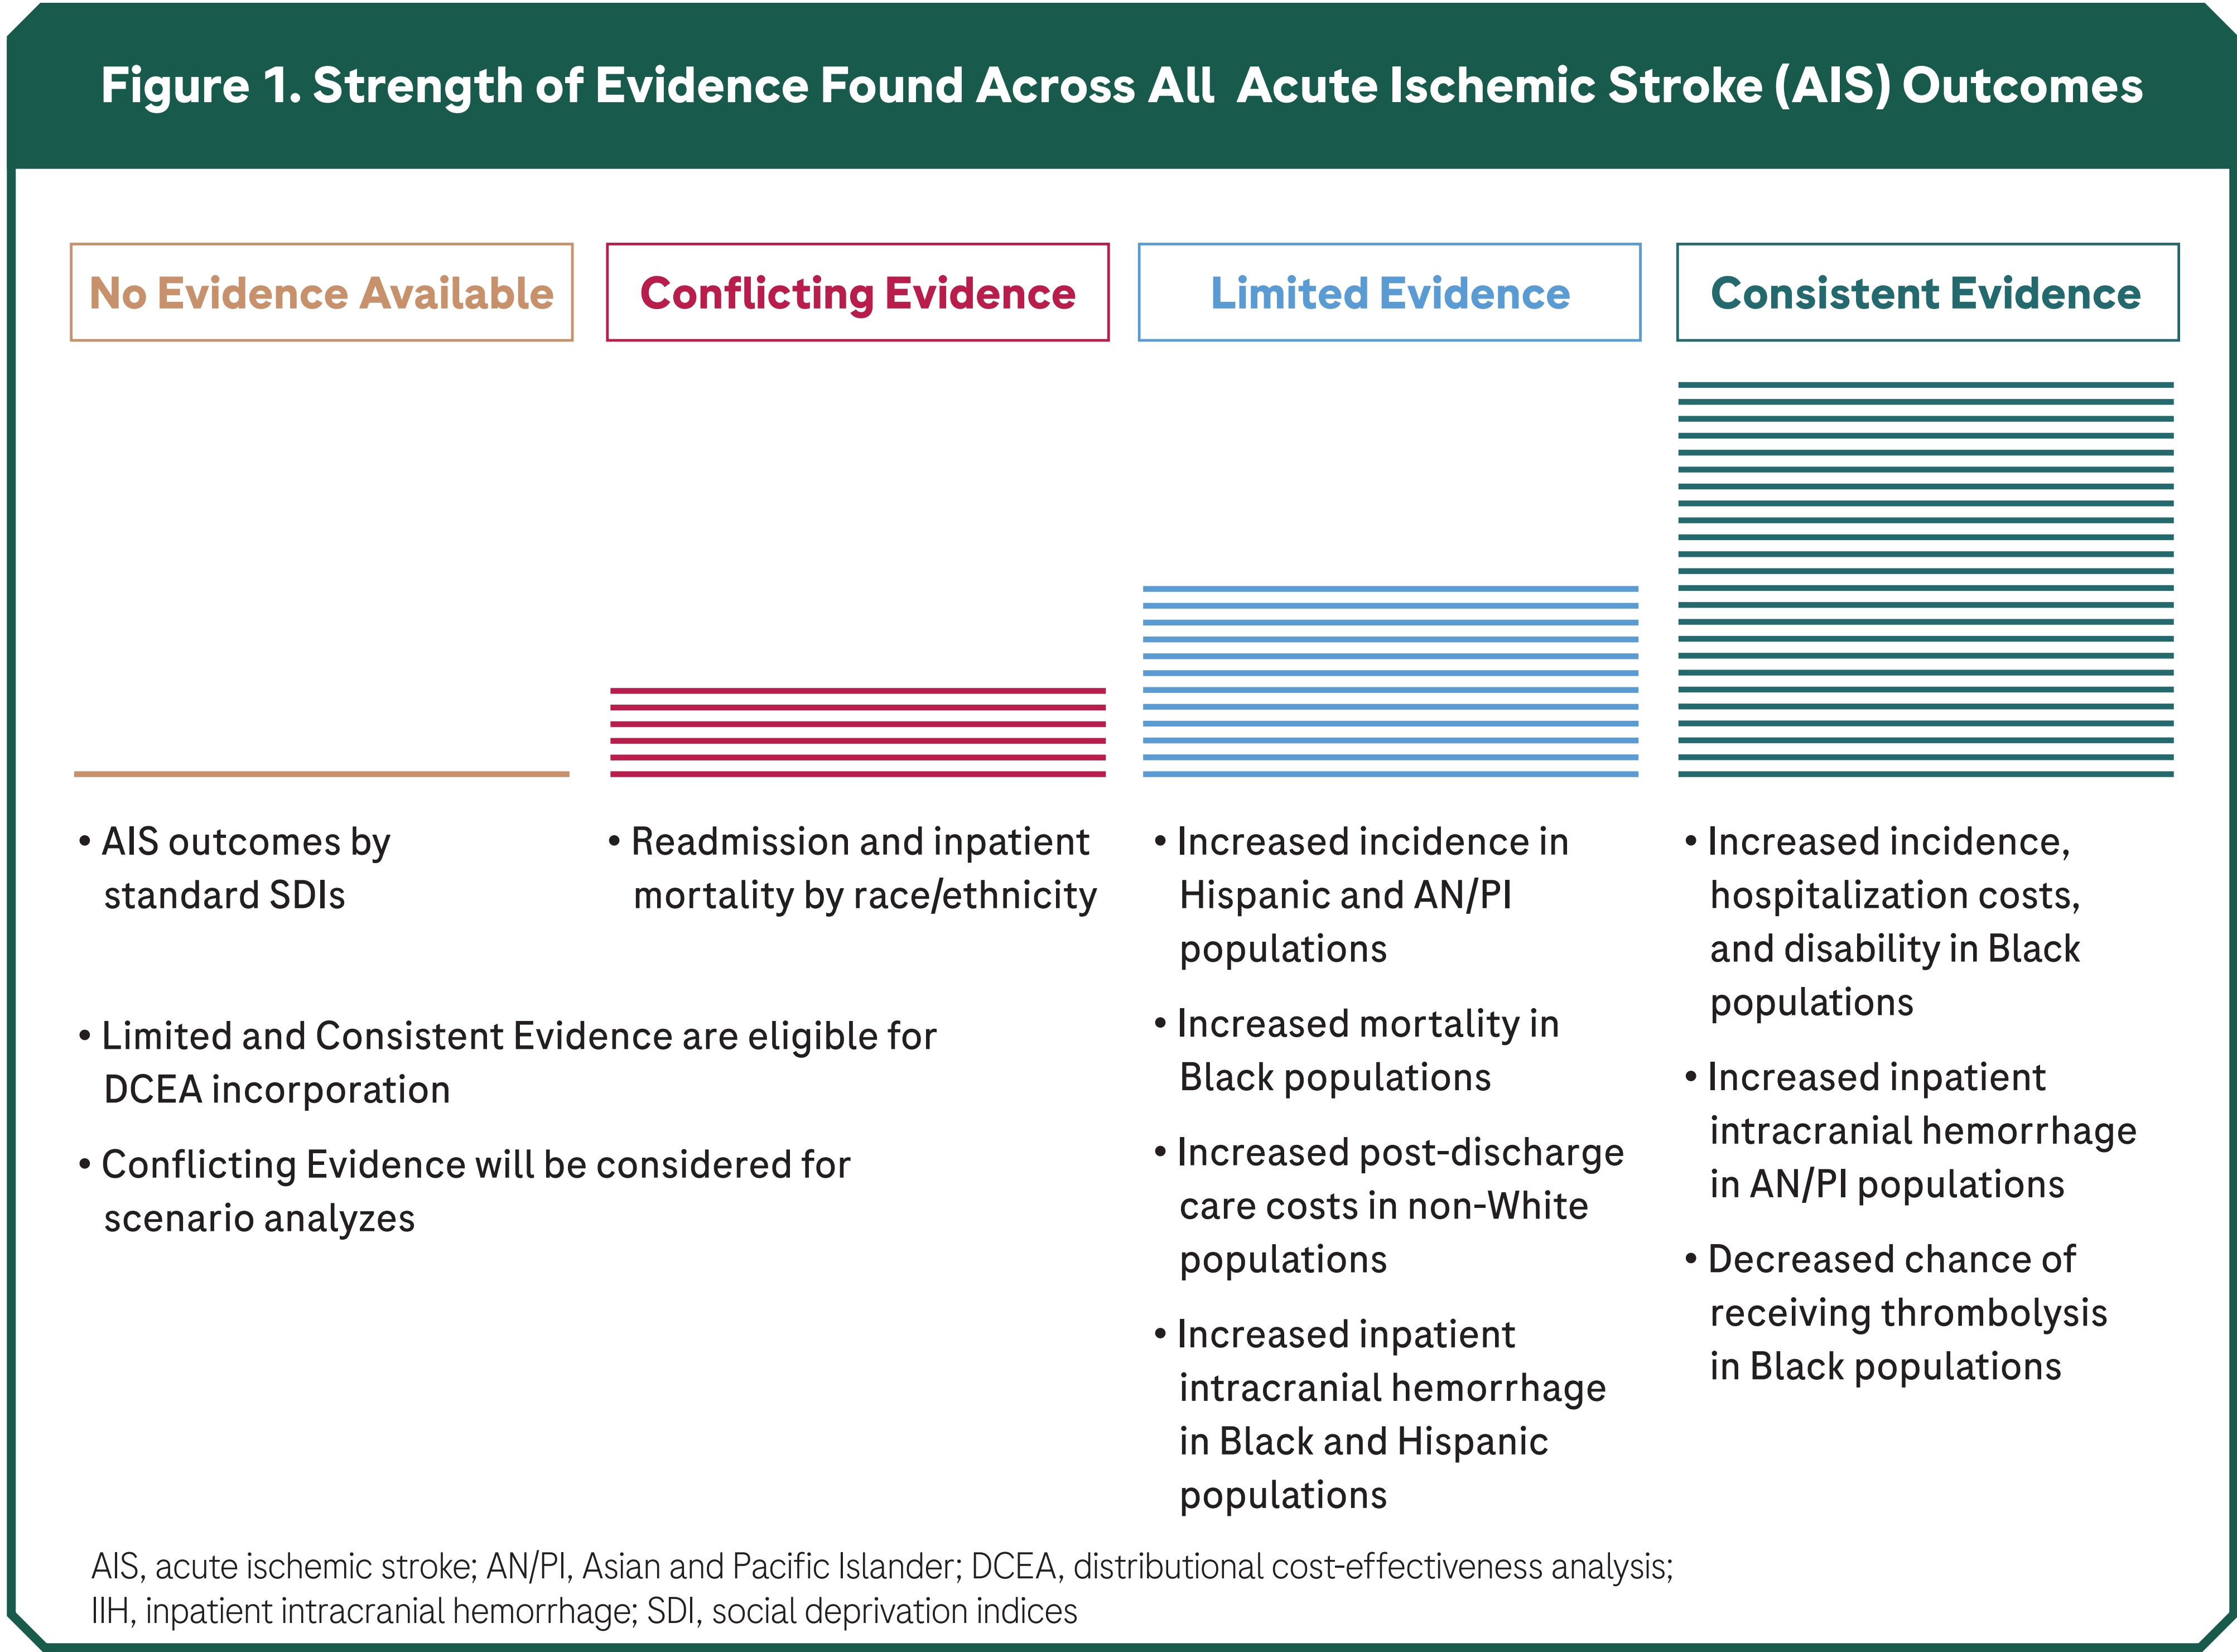 Figure 1. Strength of Evidence Found Across All Acute Ischemic Stroke (AIS) Outcomes
No Evidence Available
Conflicting Evidence
Limited Evidence
Consistent Evidence
• AIS outcomes by
standard SDIs
• Readmission and inpatient
mortality by race/ethnicity
• Limited and Consistent Evidence are eligible for
DCEA incorporation
• Conflicting Evidence will be considered for
scenario analyzes
• Increased incidence in
Hispanic and AN/PI
populations
• Increased mortality in
Black populations
• Increased post-discharge
care costs in non-White
populations
• Increased inpatient
intracranial hemorrhage
in Black and Hispanic
populations
• Increased incidence,
hospitalization costs,
and disability in Black
populations
• Increased inpatient
intracranial hemorrhage
in AN/PI populations
• Decreased chance of
receiving thrombolysis
in Black populations
AIS, acute ischemic stroke; AN/PI, Asian and Pacific Islander; DCEA, distributional cost-effectiveness analysis;
IIH, inpatient intracranial hemorrhage; SDI, social deprivation indices